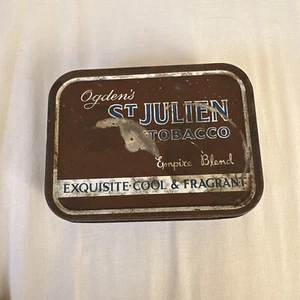 Ogden's
ST JULIEN
TOBACCO
Empire Blend
EXQUISITE·COOL & FRAGRANT